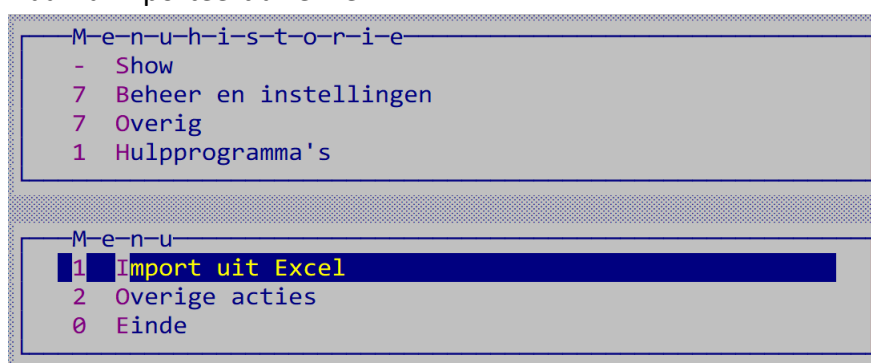 M-e-n-u-h-i-s-t-o-r-i-e
- Show
7 Beheer en instellingen
7 Overig
1 Hulpprogramma's
M-e-n-u
1 Import uit Excel
2 Overige acties
0 Einde